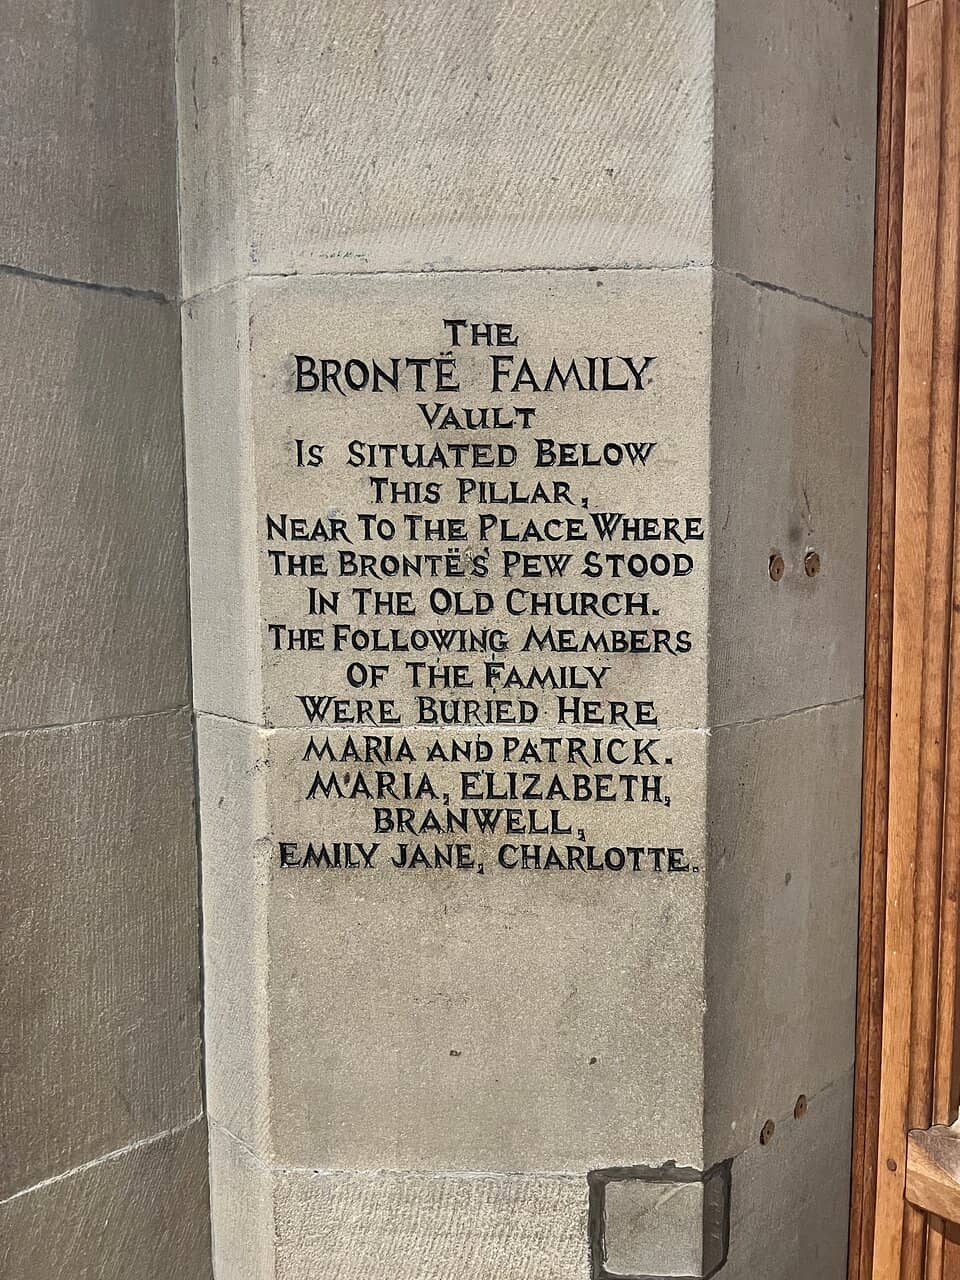 THE
BRONTË FAMILY
VAULT
IS SITUATED BELOW
THIS PILLAR,
NEAR TO THE PLACE WHERE
THE BRONTËS' PEW STOOD
IN THE OLD CHURCH.
THE FOLLOWING MEMBERS
OF THE FAMILY
WERE BURIED HERE
MARIA AND PATRICK.
MARIA, ELIZABETH,
BRANWELL,
EMILY JANE, CHARLOTTE.